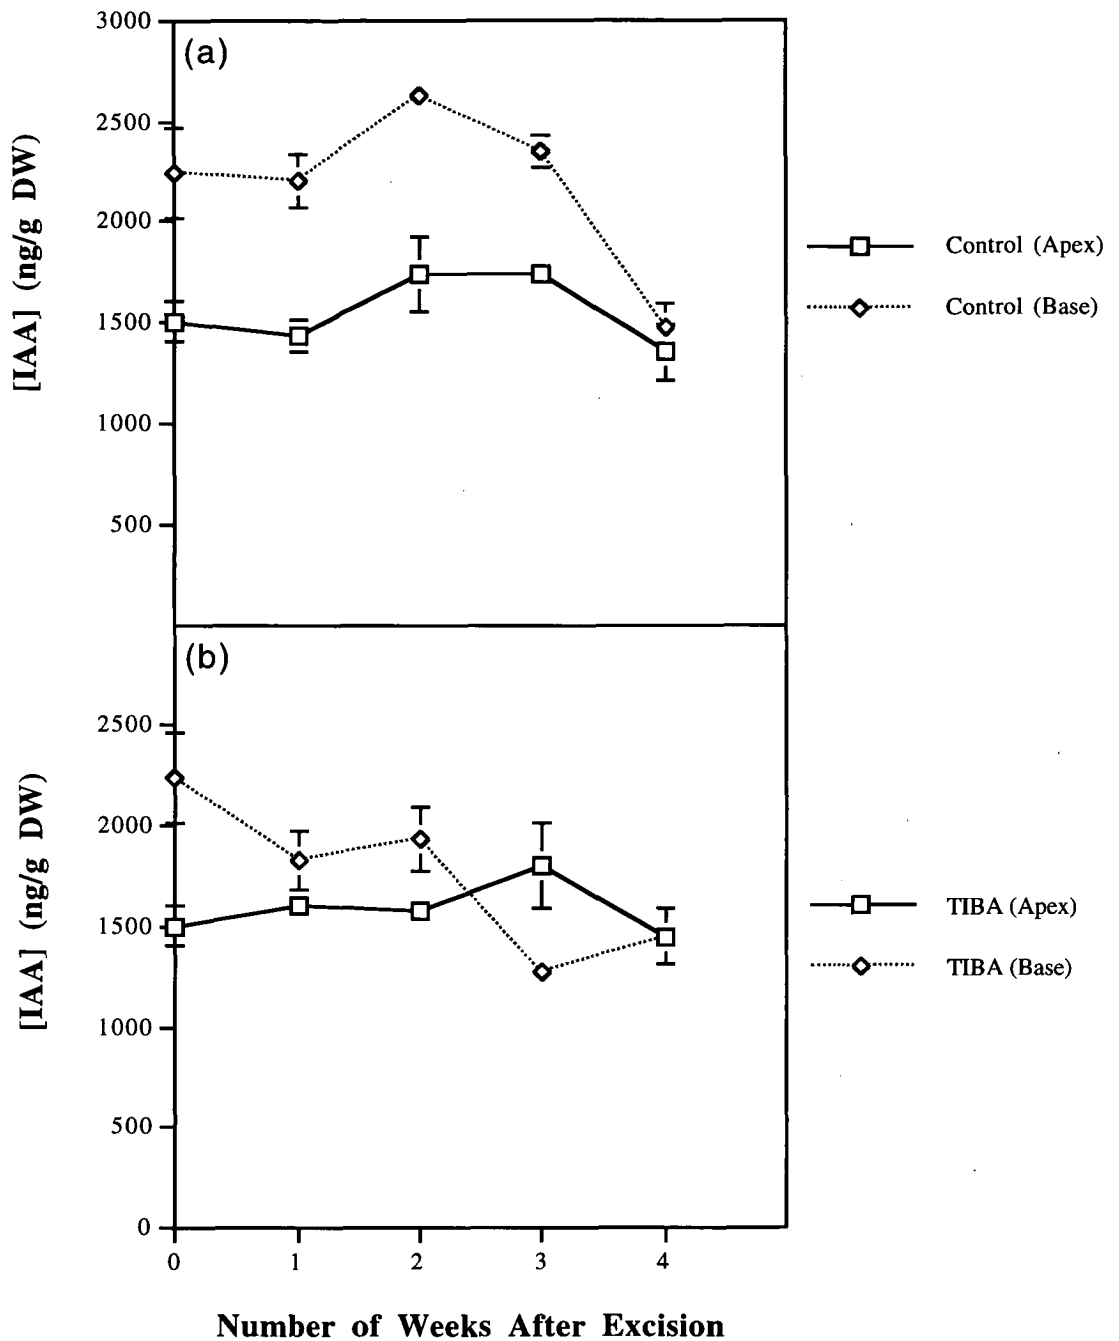 3000
(a)
2500
2000
1500
1000
500
[IAA] (ng/g DW)
Control (Apex)
Control (Base)
(b)
2500
2000
1500
1000
500
0
[IAA] (ng/g DW)
TIBA (Apex)
TIBA (Base)
0 1 2 3 4
Number of Weeks After Excision